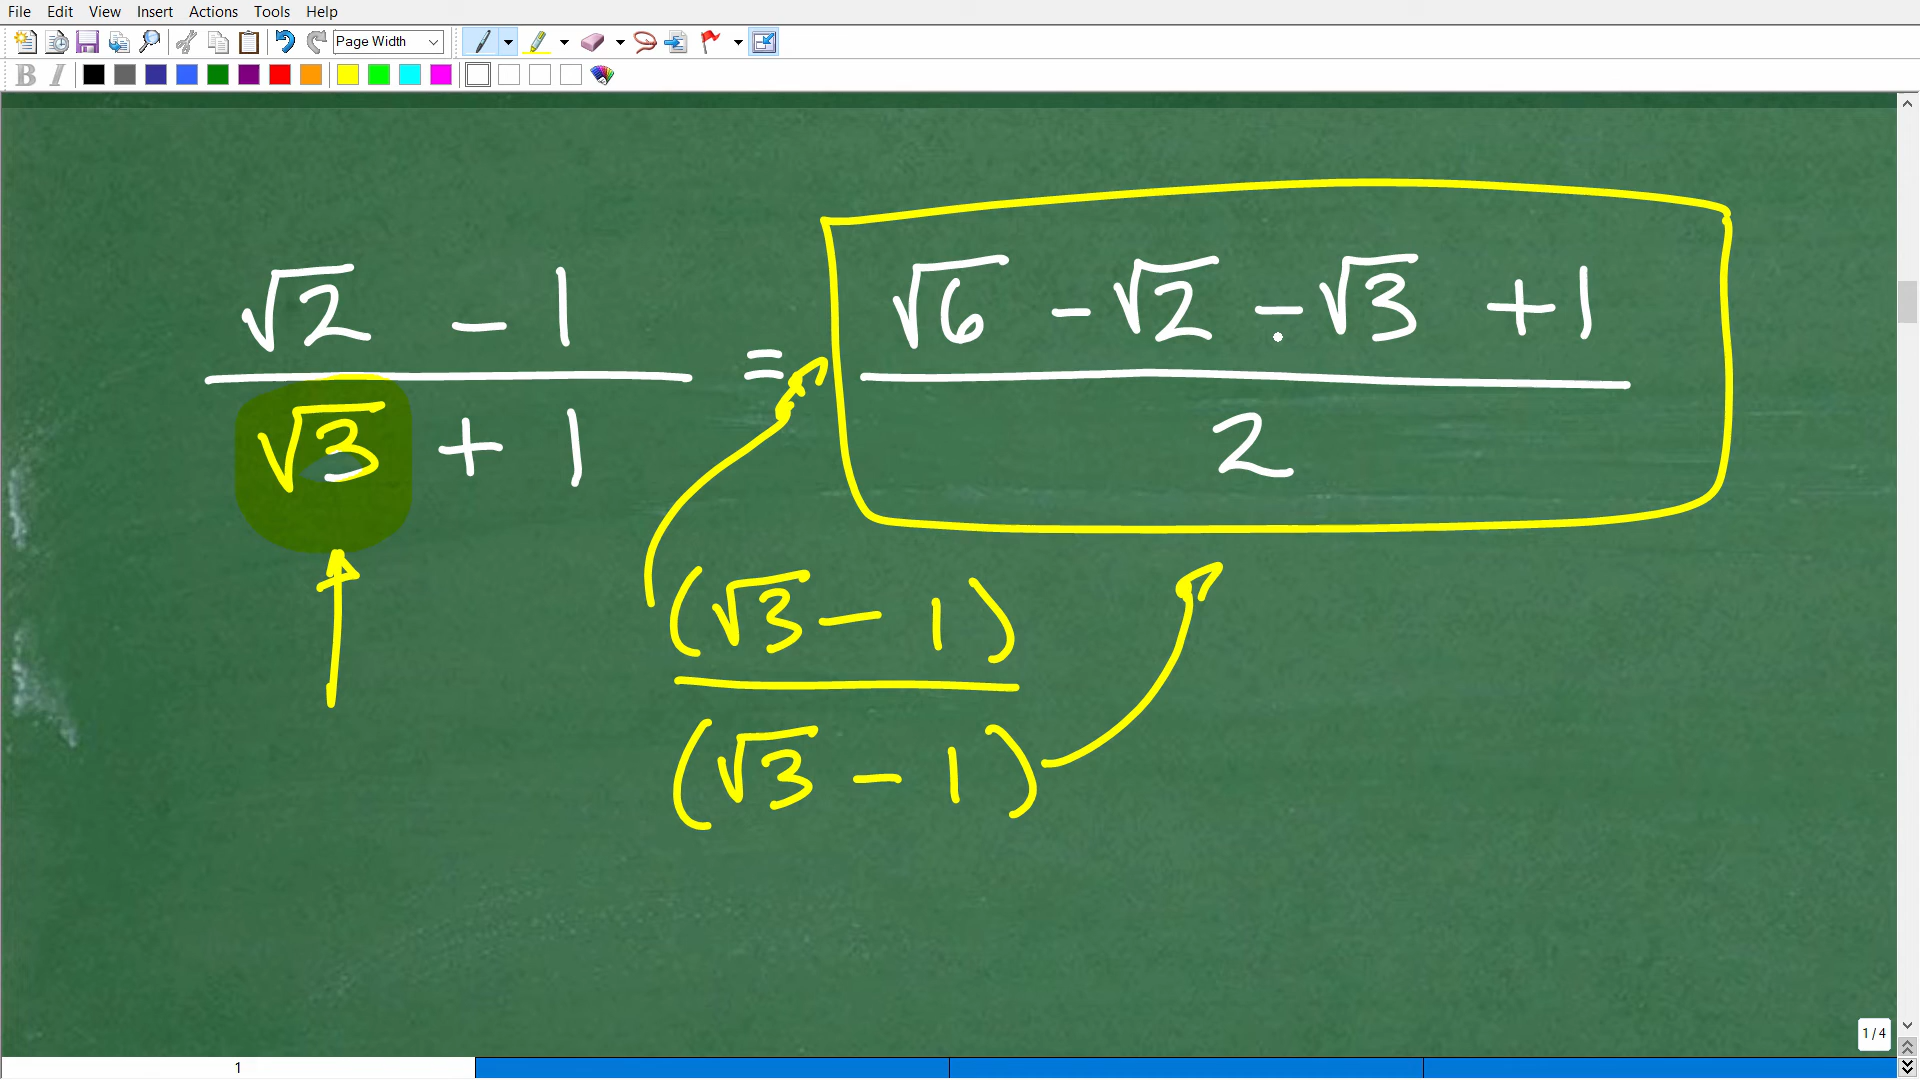 File Edit View Insert Actions Tools Help
Page Width
B I
√2 - 1 = √6 - √2 - √3 + 1
√3 + 1 2
(√3 - 1)
(√3 - 1)
1 / 4
1